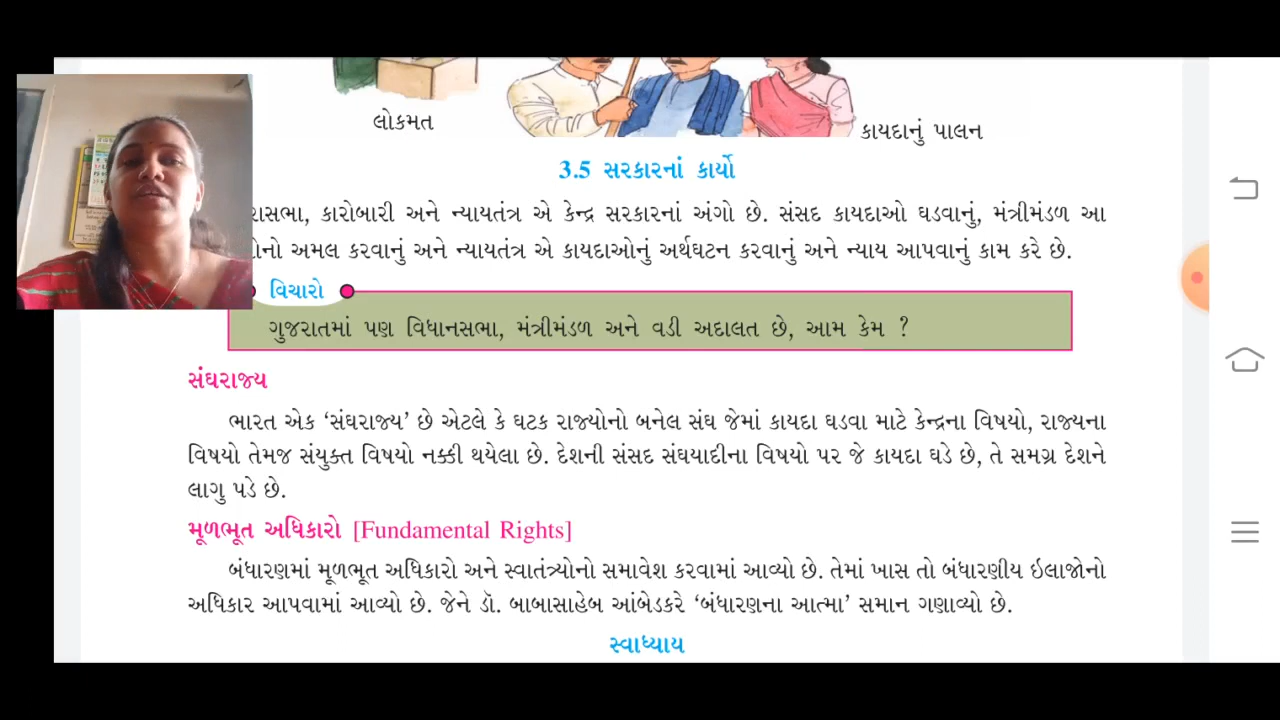 લોકમત
કાયદાનું પાલન
3.5 સરકારનાં કાર્યો
કારોબારી અને ન્યાયતંત્ર એ કેન્દ્ર સરકારનાં અંગો છે. સંસદ કાયદાઓ ઘડવાનું, મંત્રીમંડળ આ
અમલ કરવાનું અને ન્યાયતંત્ર એ કાયદાઓનું અર્થઘટન કરવાનું અને ન્યાય આપવાનું કામ કરે છે.
વિચારો
ગુજરાતમાં પણ વિધાનસભા, મંત્રીમંડળ અને વડી અદાલત છે, આમ કેમ ?
સંઘરાજ્ય
ભારત એક ‘સંઘરાજ્ય’ છે એટલે કે ઘટક રાજ્યોનો બનેલ સંઘ જેમાં કાયદા ઘડવા માટે કેન્દ્રના વિષયો, રાજ્યના
વિષયો તેમજ સંયુક્ત વિષયો નક્કી થયેલા છે. દેશની સંસદ સંઘયાદીના વિષયો પર જે કાયદા ઘડે છે, તે સમગ્ર દેશને
લાગુ પડે છે.
મૂળભૂત અધિકારો [Fundamental Rights]
બંધારણમાં મૂળભૂત અધિકારો અને સ્વાતંત્ર્યોનો સમાવેશ કરવામાં આવ્યો છે. તેમાં ખાસ તો બંધારણીય ઇલાજોનો
અધિકાર આપવામાં આવ્યો છે. જેને ડૉ. બાબાસાહેબ આંબેડકરે ‘બંધારણના આત્મા’ સમાન ગણાવ્યો છે.
સ્વાધ્યાય